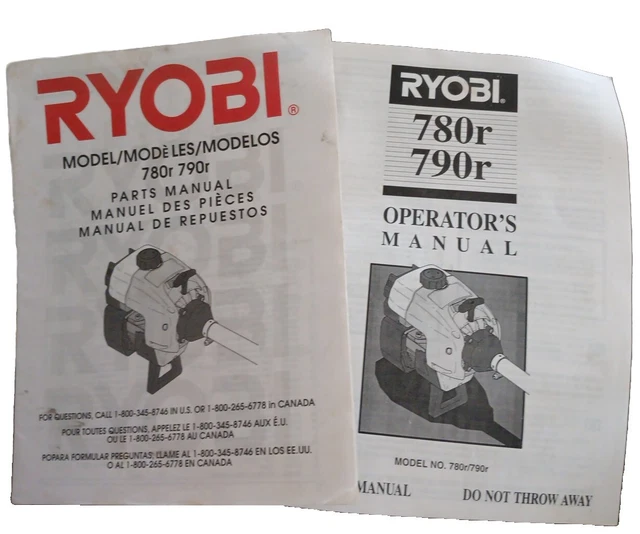 RYOBI®
MODEL/MODÈLES/MODELOS
780r 790r
PARTS MANUAL
MANUEL DES PIÈCES
MANUAL DE REPUESTOS
FOR QUESTIONS, CALL 1-800-345-8746 IN U.S. OR 1-800-265-6778 in CANADA
POUR TOUTES QUESTIONS, APPELEZ LE 1-800-345-8746 AUX É.U.
OU LE 1-800-265-6778 AU CANADA
POPARA FORMULAR PREGUNTAS, LLAME AL 1-800-345-8746 EN LOS EE.UU.
O AL 1-800-265-6778 EN CANADA
RYOBI®
780r
790r
OPERATOR'S
MANUAL
MODEL NO. 780r/790r
MANUAL DO NOT THROW AWAY